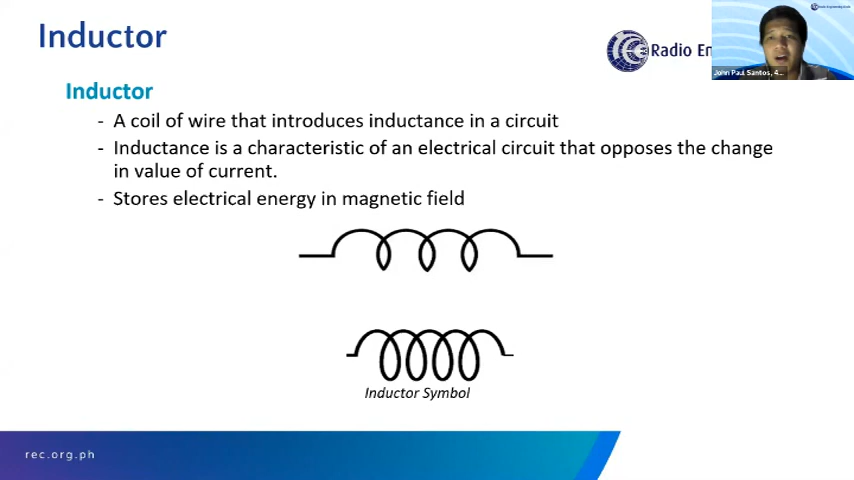 Inductor
Radio En
John Paul Santos, 4...
Inductor
- A coil of wire that introduces inductance in a circuit
- Inductance is a characteristic of an electrical circuit that opposes the change
in value of current.
- Stores electrical energy in magnetic field
Inductor Symbol
rec.org.ph